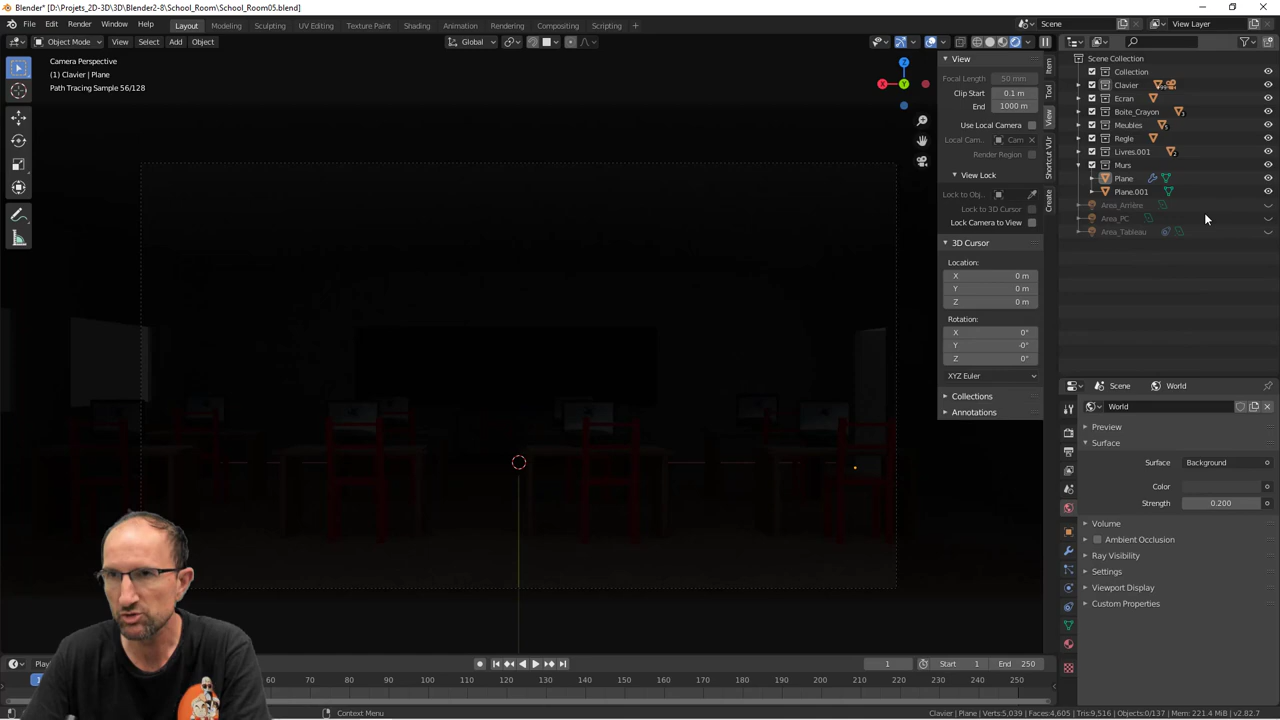 Blender* [D:\Projets_2D-3D\3D\Blender2-8\School_Room\School_Room05.blend]
File Edit Render Window Help Layout Modeling Sculpting UV Editing Texture Paint Shading Animation Rendering Compositing Scripting + Scene View Layer
Object Mode View Select Add Object Global
Camera Perspective
(1) Clavier | Plane
Path Tracing Sample 56/128
Z
X
Y
View
Focal Length 50 mm
Clip Start 0.1 m
End 1000 m
Use Local Camera
Local Cam... Cam
Render Region
View Lock
Lock to Obj...
Lock to 3D Cursor
Lock Camera to View
3D Cursor
Location:
X 0 m
Y 0 m
Z 0 m
Rotation:
X 0°
Y -0°
Z 0°
XYZ Euler
Collections
Annotations
Item
Tool
View
Shortcut VUr
Create
Scene Collection
Collection
Clavier
Ecran
Boite_Crayon
Meubles
Regle
Livres.001
Murs
Plane
Plane.001
Area_Arrière
Area_PC
Area_Tableau
Scene World
World
Preview
Surface
Surface Background
Color
Strength 0.200
Volume
Ambient Occlusion
Ray Visibility
Settings
Viewport Display
Custom Properties
Play
1 Start 1 End 250
60 70 80 90 100 110 120 130 140 150 160 170 180 190 200 210 220 230 240 250
Context Menu
Clavier | Plane | Verts:5,039 | Faces:4,605 | Tris:9,516 | Objects:0/137 | Mem: 221.4 MiB | v2.82.7